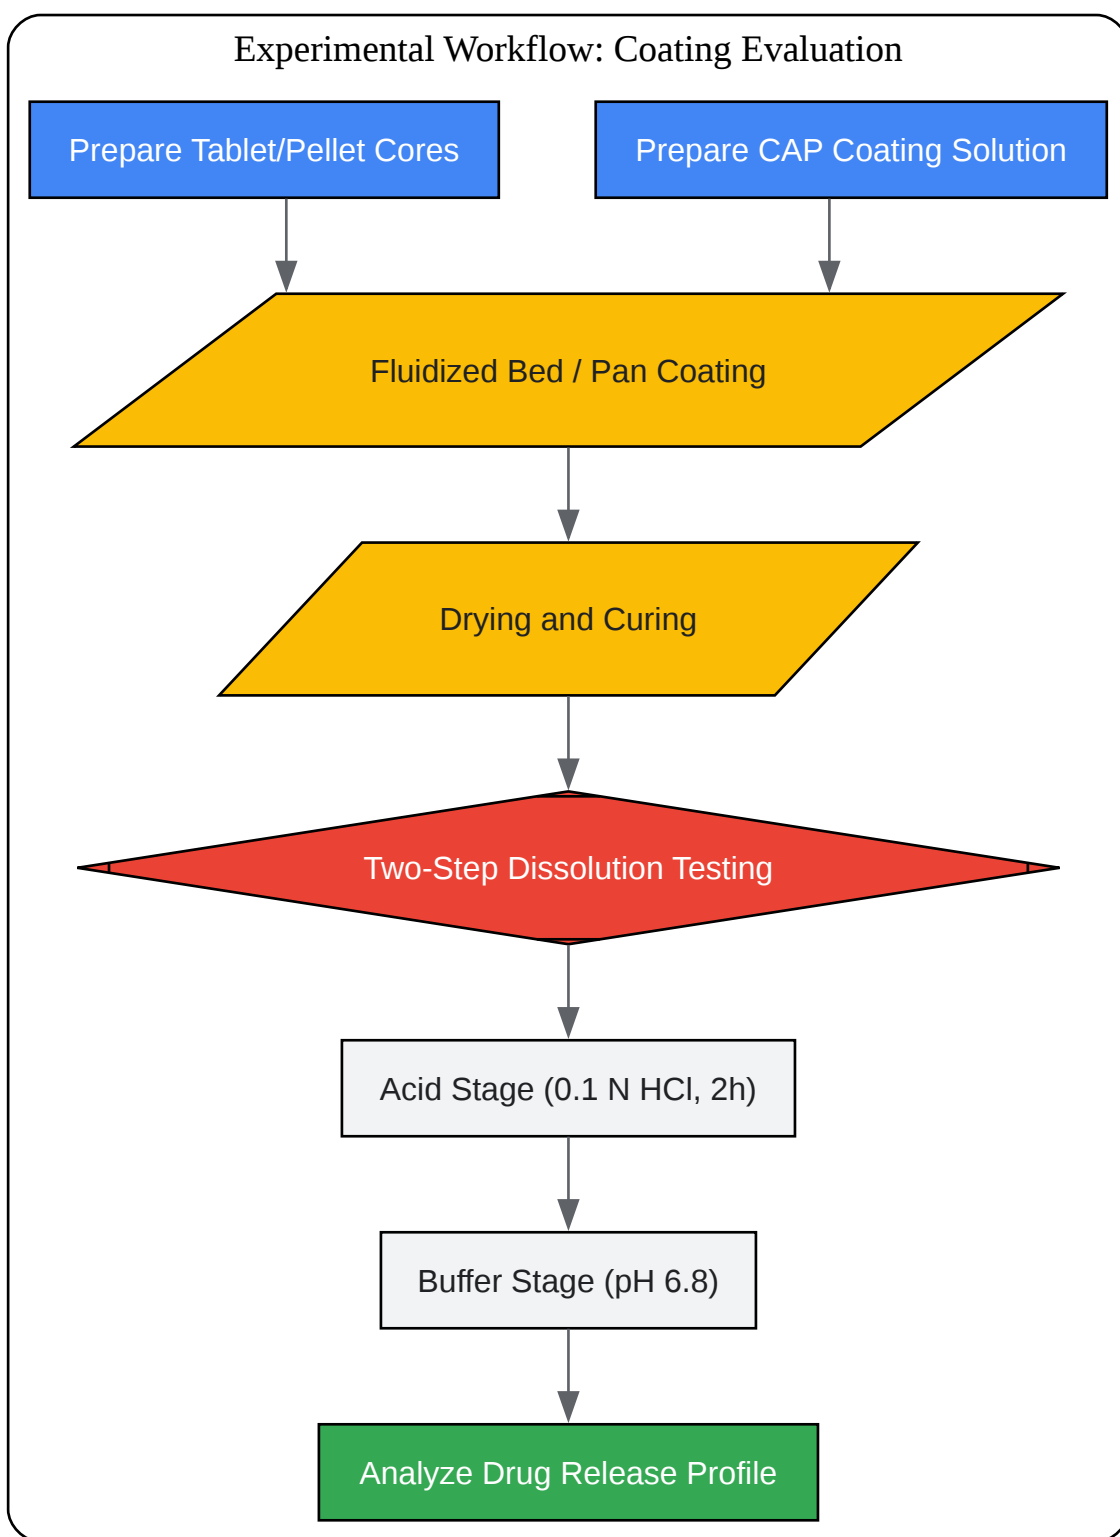 Experimental Workflow: Coating Evaluation
Prepare Tablet/Pellet Cores
Prepare CAP Coating Solution
Fluidized Bed / Pan Coating
Drying and Curing
Two-Step Dissolution Testing
Acid Stage (0.1 N HCl, 2h)
Buffer Stage (pH 6.8)
Analyze Drug Release Profile